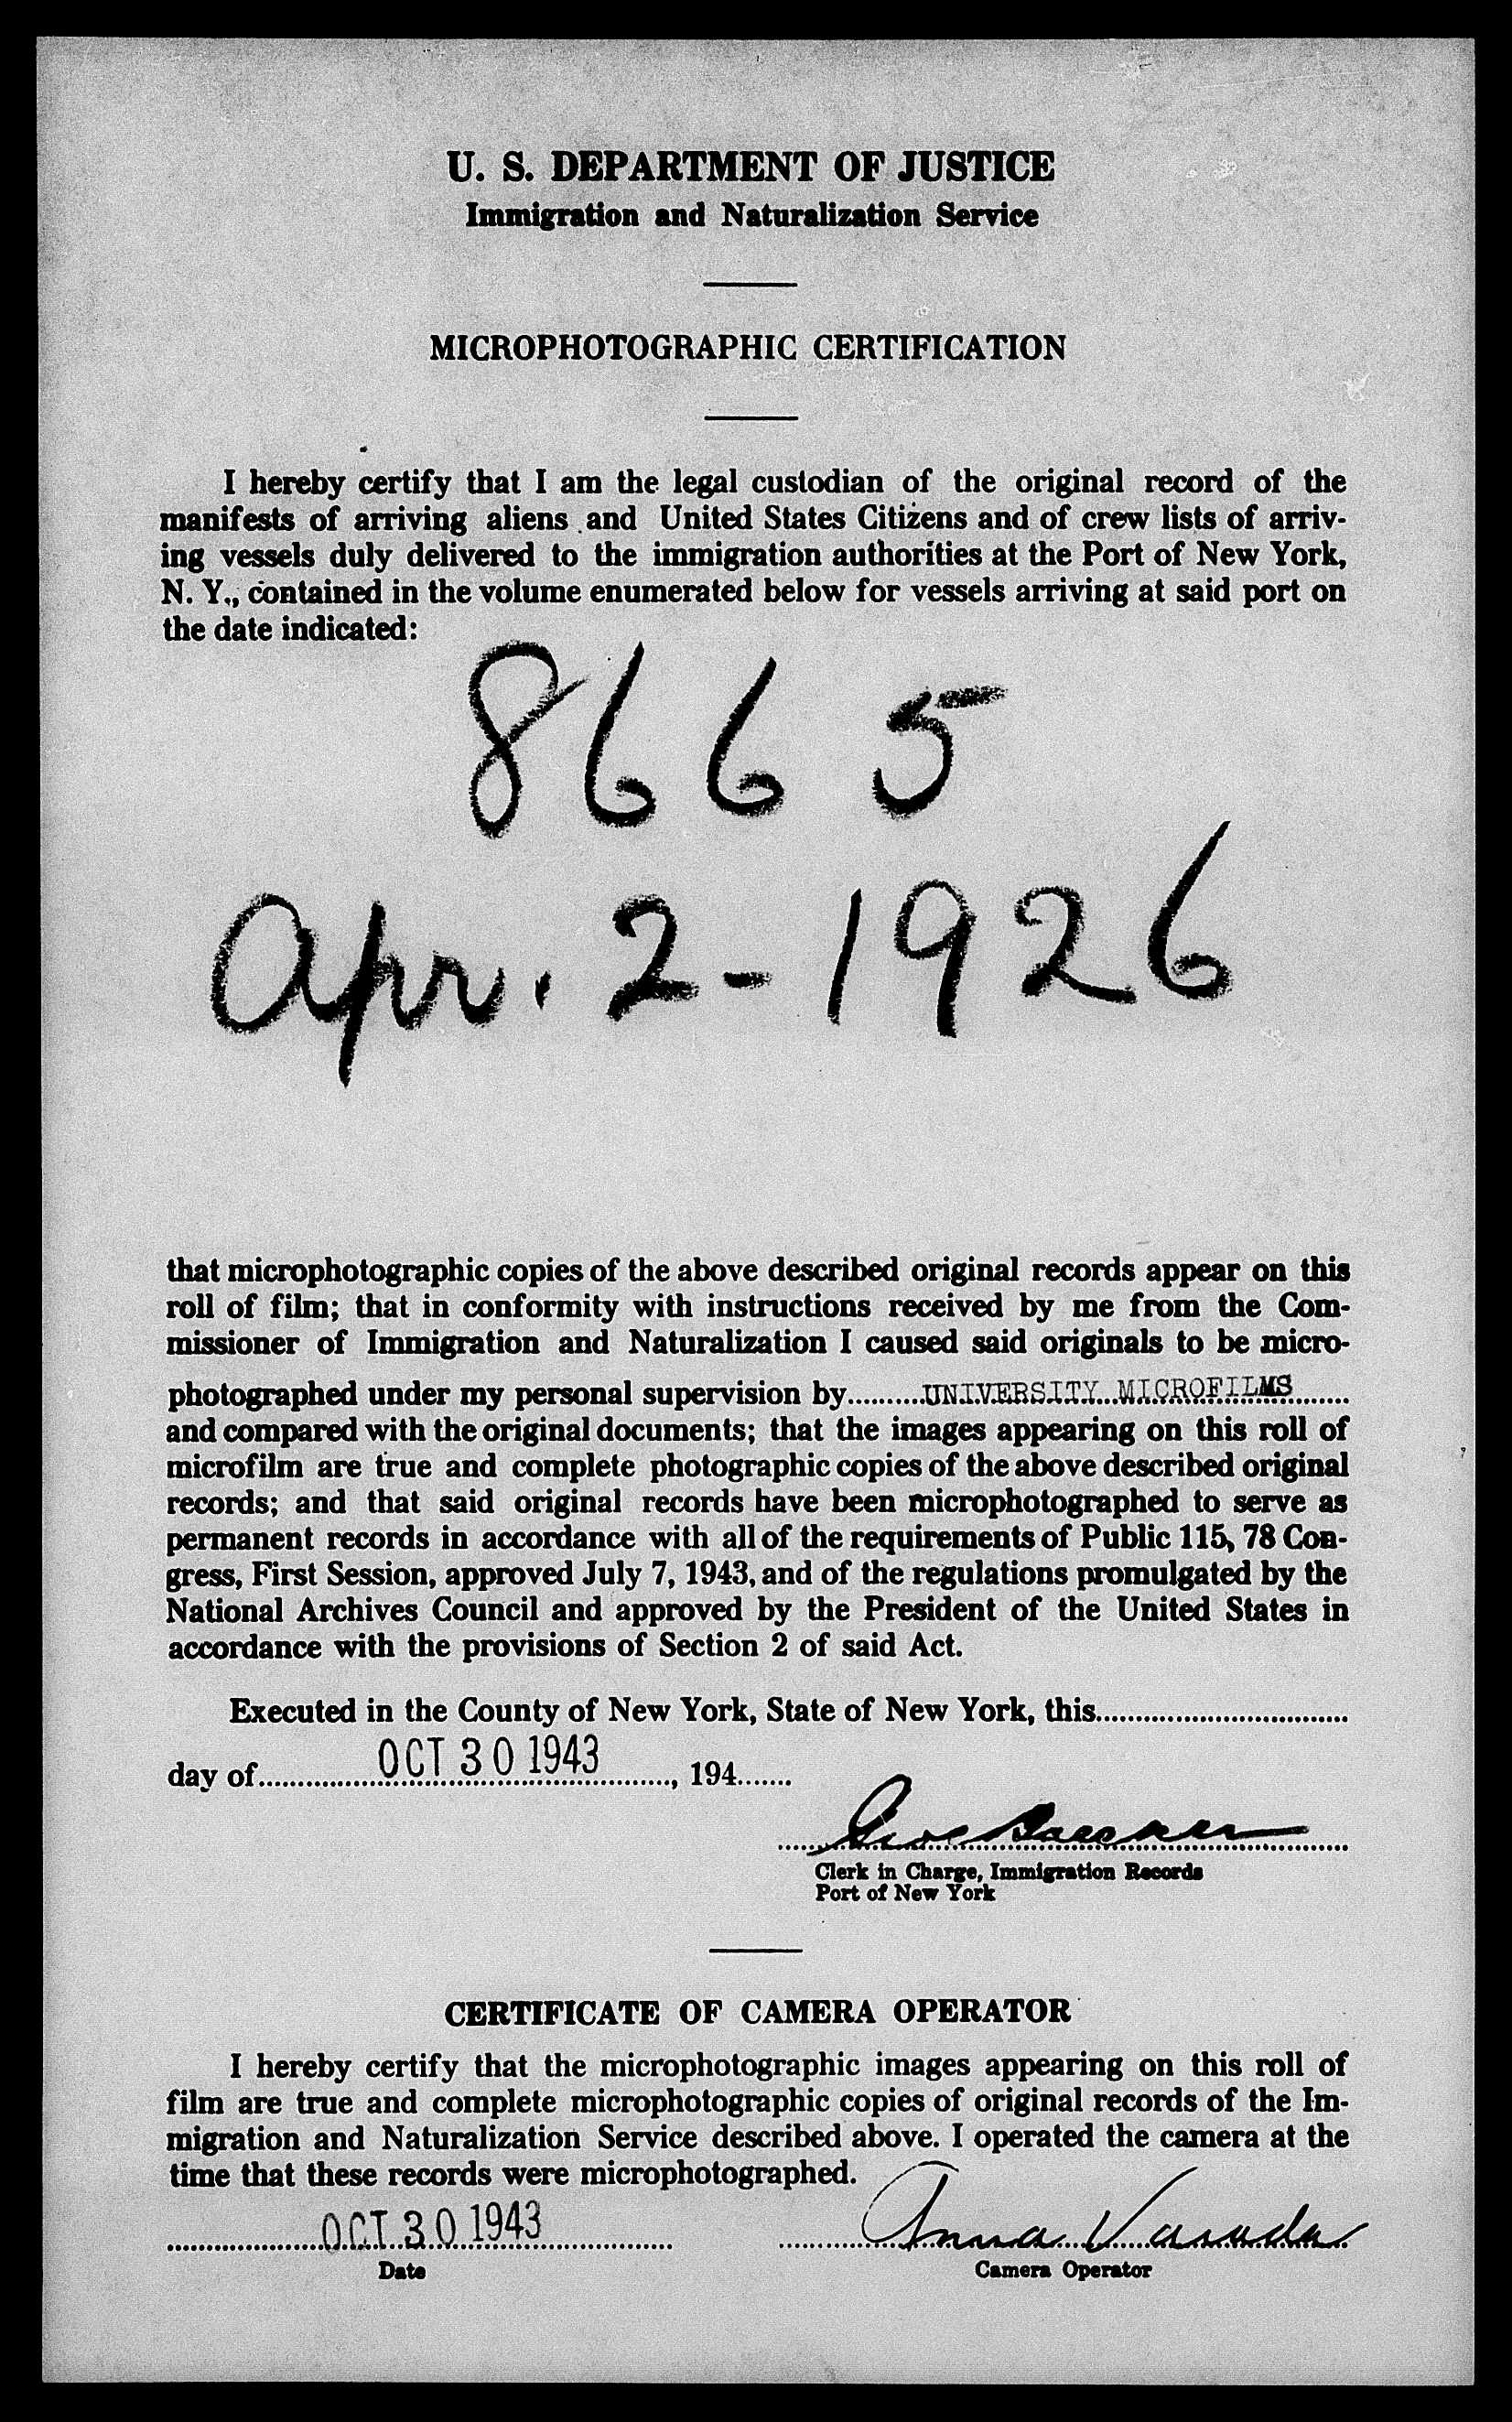 U. S. DEPARTMENT OF JUSTICE
Immigration and Naturalization Service
MICROPHOTOGRAPHIC CERTIFICATION
I hereby certify that I am the legal custodian of the original record of the
manifests of arriving aliens and United States Citizens and of crew lists of arriv-
ing vessels duly delivered to the immigration authorities at the Port of New York,
N. Y., contained in the volume enumerated below for vessels arriving at said port on
the date indicated:
8665
Apr. 2-1926
that microphotographic copies of the above described original records appear on this
roll of film; that in conformity with instructions received by me from the Com-
missioner of Immigration and Naturalization I caused said originals to be micro-
photographed under my personal supervision by UNIVERSITY MICROFILMS
and compared with the original documents; that the images appearing on this roll of
microfilm are true and complete photographic copies of the above described original
records; and that said original records have been microphotographed to serve as
permanent records in accordance with all of the requirements of Public 115, 78 Con-
gress, First Session, approved July 7, 1943, and of the regulations promulgated by the
National Archives Council and approved by the President of the United States in
accordance with the provisions of Section 2 of said Act.
Executed in the County of New York, State of New York, this
day of OCT 30 1943, 194
Clerk in Charge, Immigration Records
Port of New York
CERTIFICATE OF CAMERA OPERATOR
I hereby certify that the microphotographic images appearing on this roll of
film are true and complete microphotographic copies of original records of the Im-
migration and Naturalization Service described above. I operated the camera at the
time that these records were microphotographed.
OCT 30 1943 Anna
Date Camera Operator